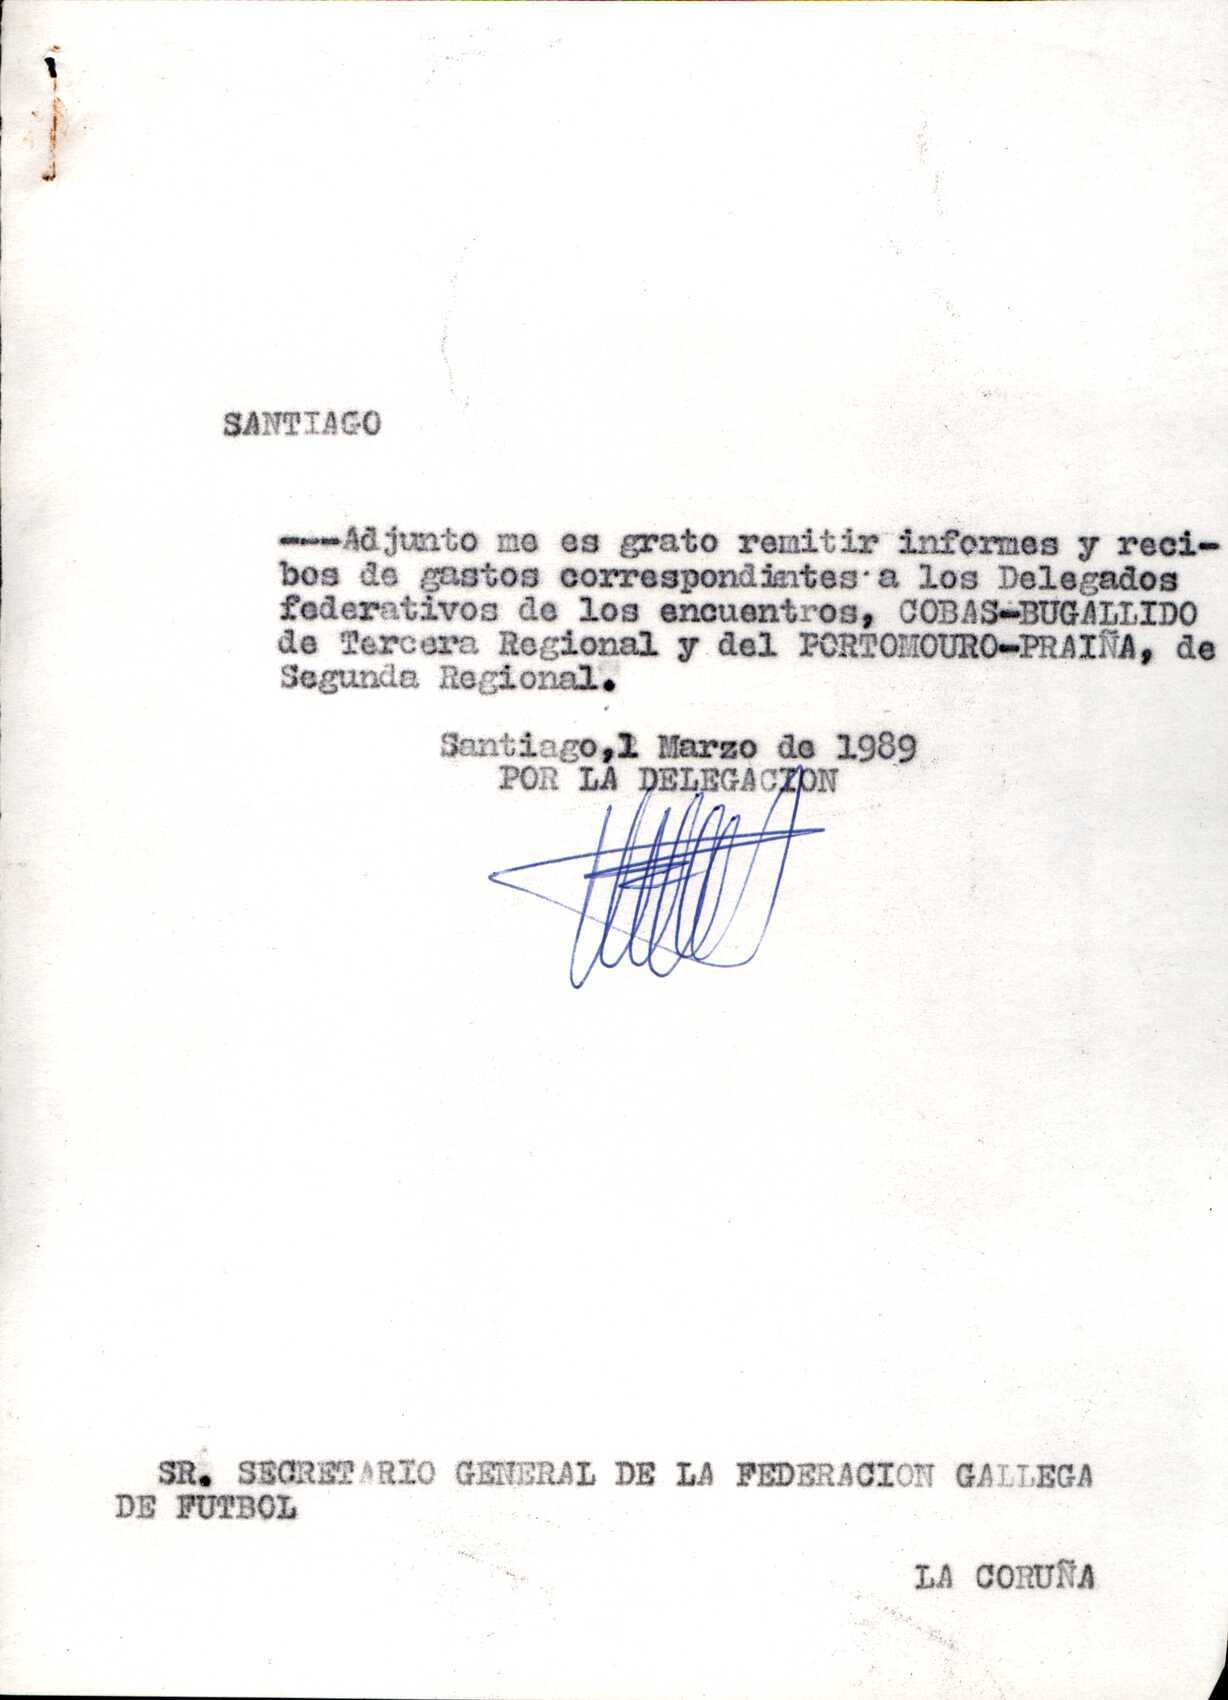 SANTIAGO
----Adjunto me es grato remitir informes y reci-
bos de gastos correspondintes a los Delegados
federativos de los encuentros, COBAS-BUGALLIDO
de Tercera Regional y del PORTOMOURO-PRAIÑA, de
Segunda Regional.
Santiago,1 Marzo de 1989
POR LA DELEGACION
SR. SECRETARIO GENERAL DE LA FEDERACION GALLEGA
DE FUTBOL
LA CORUÑA